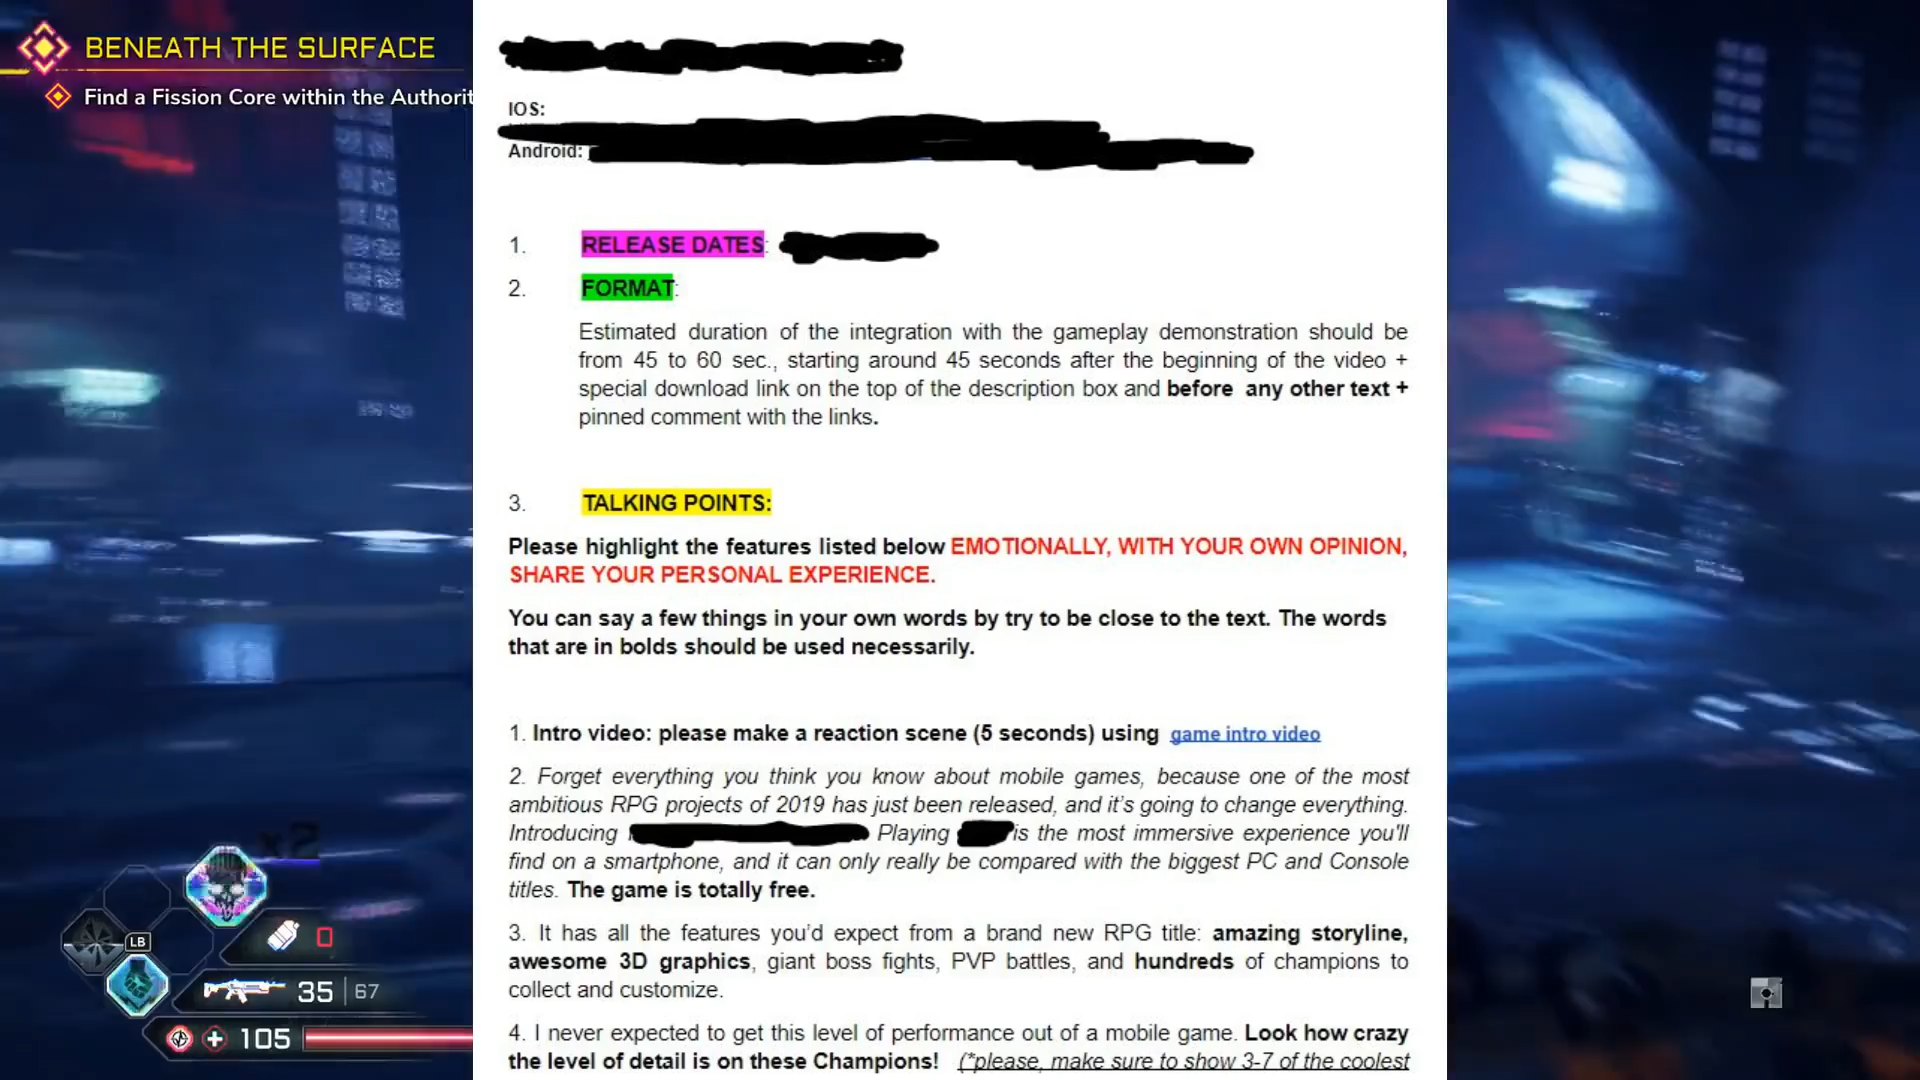 BENEATH THE SURFACE
Find a Fission Core within the Authorit
IOS:
Android:
1. RELEASE DATES:
2. FORMAT:
Estimated duration of the integration with the gameplay demonstration should be
from 45 to 60 sec., starting around 45 seconds after the beginning of the video +
special download link on the top of the description box and before any other text +
pinned comment with the links.
3. TALKING POINTS:
Please highlight the features listed below EMOTIONALLY, WITH YOUR OWN OPINION,
SHARE YOUR PERSONAL EXPERIENCE.
You can say a few things in your own words by try to be close to the text. The words
that are in bolds should be used necessarily.
1. Intro video: please make a reaction scene (5 seconds) using game intro video
2. Forget everything you think you know about mobile games, because one of the most
ambitious RPG projects of 2019 has just been released, and it's going to change everything.
Introducing Playing is the most immersive experience you'll
find on a smartphone, and it can only really be compared with the biggest PC and Console
titles. The game is totally free.
3. It has all the features you'd expect from a brand new RPG title: amazing storyline,
awesome 3D graphics, giant boss fights, PVP battles, and hundreds of champions to
collect and customize.
4. I never expected to get this level of performance out of a mobile game. Look how crazy
the level of detail is on these Champions! (*please, make sure to show 3-7 of the coolest
x2
LB
0
35 | 67
105